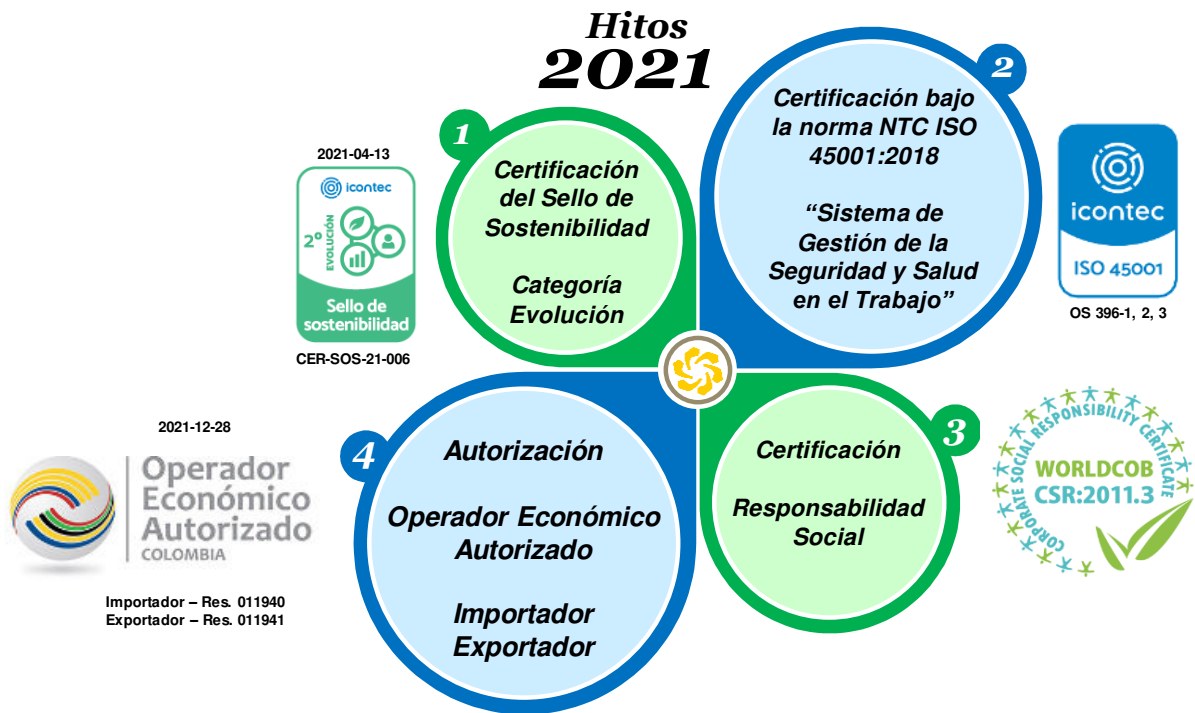 Hitos
2021
1
Certificación
del Sello de
Sostenibilidad
Categoría
Evolución
2021-04-13
icontec
2º
EVOLUCIÓN
Sello de
sostenibilidad
CER-SOS-21-006
2
Certificación bajo
la norma NTC ISO
45001:2018
“Sistema de
Gestión de la
Seguridad y Salud
en el Trabajo”
icontec
ISO 45001
OS 396-1, 2, 3
3
Certificación
Responsabilidad
Social
CORPORATE SOCIAL RESPONSIBILITY CERTIFICATE
WORLDCOB
CSR:2011.3
4
Autorización
Operador Económico
Autorizado
Importador
Exportador
2021-12-28
Operador
Económico
Autorizado
COLOMBIA
Importador – Res. 011940
Exportador – Res. 011941